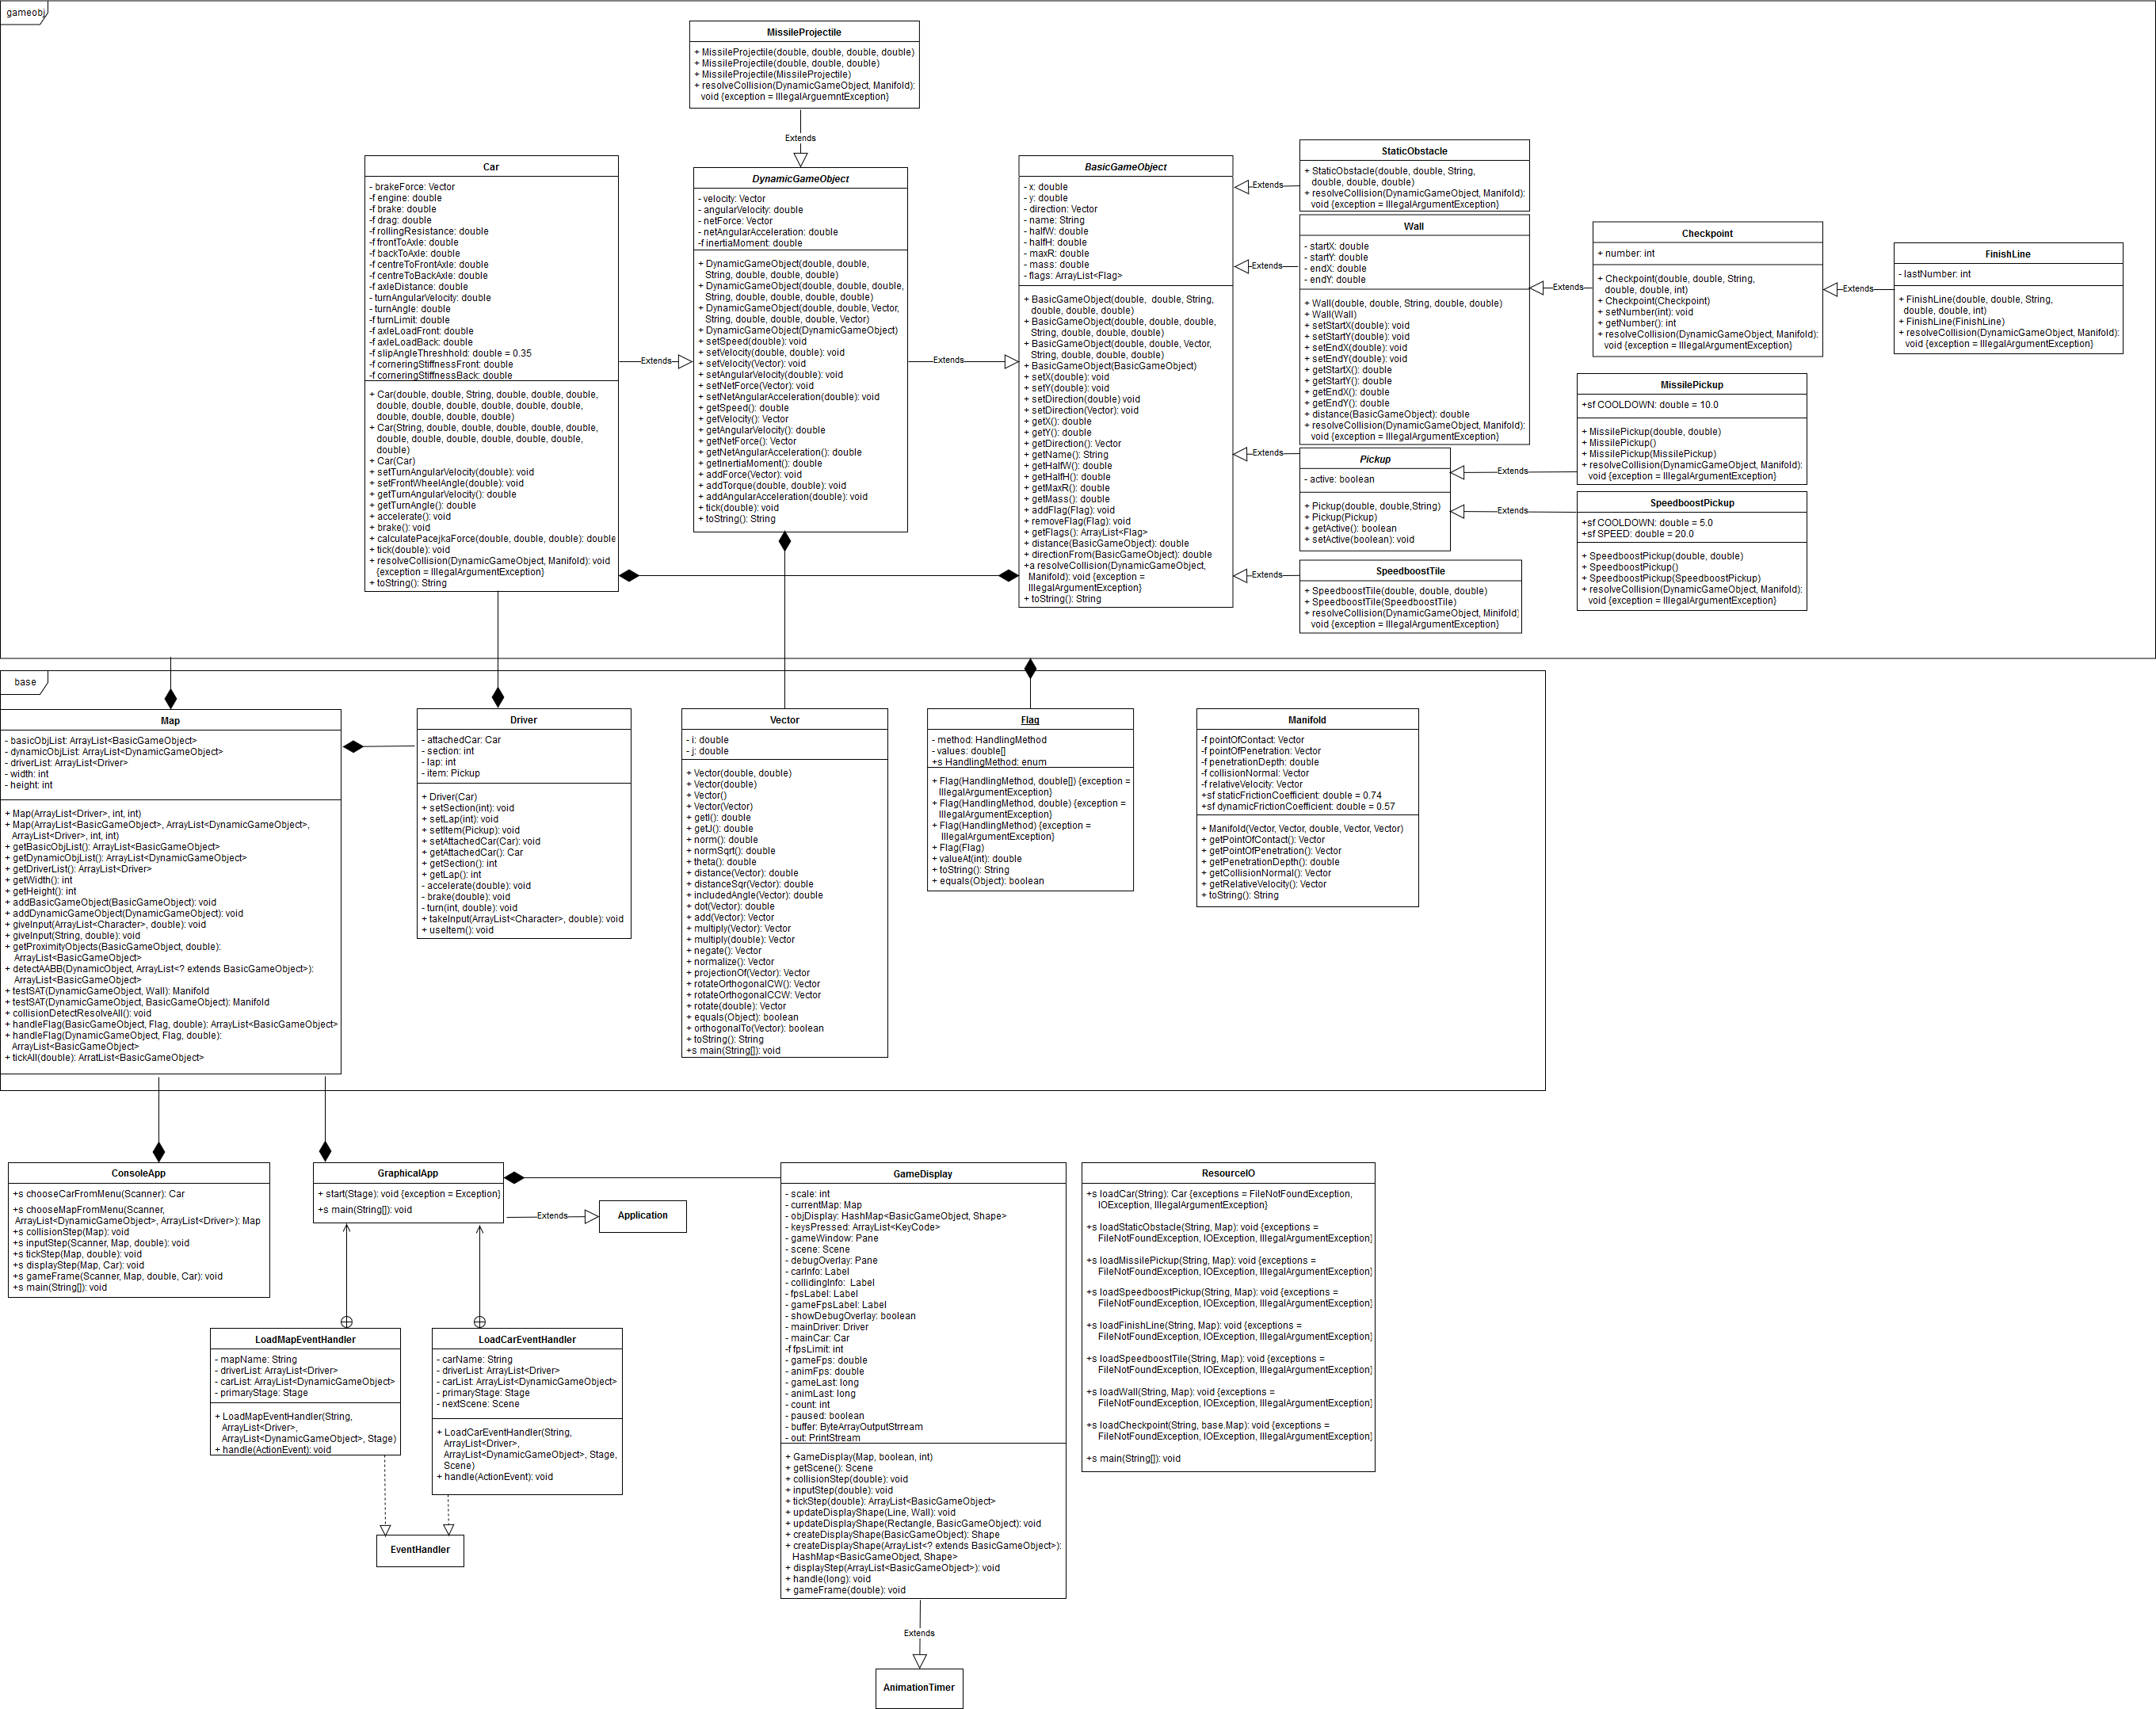 gameobj
MissileProjectile
+ MissileProjectile(double, double, double, double)
+ MissileProjectile(double, double, double)
+ MissileProjectile(MissileProjectile)
+ resolveCollision(DynamicGameObject, Manifold):
void {exception = IllegalArguemntException}
Extends
Car
- brakeForce: Vector
-f engine: double
-f brake: double
-f drag: double
-f rollingResistance: double
-f frontToAxle: double
-f backToAxle: double
-f centreToFrontAxle: double
-f centreToBackAxle: double
-f axleDistance: double
- turnAngularVelocity: double
- turnAngle: double
-f turnLimit: double
-f axleLoadFront: double
-f axleLoadBack: double
-f slipAngleThreshhold: double = 0.35
-f corneringStiffnessFront: double
-f corneringStiffnessBack: double
+ Car(double, double, String, double, double, double,
double, double, double, double, double, double,
double, double, double, double)
+ Car(String, double, double, double, double, double,
double, double, double, double, double, double,
double)
+ Car(Car)
+ setTurnAngularVelocity(double): void
+ setFrontWheelAngle(double): void
+ getTurnAngularVelocity(): double
+ getTurnAngle(): double
+ accelerate(): void
+ brake(): void
+ calculatePacejkaForce(double, double, double): double
+ tick(double): void
+ resolveCollision(DynamicGameObject, Manifold): void
{exception = IllegalArgumentException}
+ toString(): String
Extends
DynamicGameObject
- velocity: Vector
- angularVelocity: double
- netForce: Vector
- netAngularAcceleration: double
-f inertiaMoment: double
+ DynamicGameObject(double, double,
String, double, double, double)
+ DynamicGameObject(double, double, double,
String, double, double, double, double)
+ DynamicGameObject(double, double, Vector,
String, double, double, double, Vector)
+ DynamicGameObject(DynamicGameObject)
+ setSpeed(double): void
+ setVelocity(double, double): void
+ setVelocity(Vector): void
+ setAngularVelocity(double): void
+ setNetForce(Vector): void
+ setNetAngularAcceleration(double): void
+ getSpeed(): double
+ getVelocity(): Vector
+ getAngularVelocity(): double
+ getNetForce(): Vector
+ getNetAngularAcceleration(): double
+ getInertiaMoment(): double
+ addForce(Vector): void
+ addTorque(double, double): void
+ addAngularAcceleration(double): void
+ tick(double): void
+ toString(): String
Extends
BasicGameObject
- x: double
- y: double
- direction: Vector
- name: String
- halfW: double
- halfH: double
- maxR: double
- mass: double
- flags: ArrayList<Flag>
+ BasicGameObject(double, double, String,
double, double, double)
+ BasicGameObject(double, double, double,
String, double, double, double)
+ BasicGameObject(double, double, Vector,
String, double, double, double)
+ BasicGameObject(BasicGameObject)
+ setX(double): void
+ setY(double): void
+ setDirection(double) void
+ setDirection(Vector): void
+ getX(): double
+ getY(): double
+ getDirection(): Vector
+ getName(): String
+ getHalfW(): double
+ getHalfH(): double
+ getMaxR(): double
+ getMass(): double
+ addFlag(Flag): void
+ removeFlag(Flag): void
+ getFlags(): ArrayList<Flag>
+ distance(BasicGameObject): double
+ directionFrom(BasicGameObject): double
+a resolveCollision(DynamicGameObject,
Manifold): void {exception =
IllegalArgumentException}
+ toString(): String
Extends
StaticObstacle
+ StaticObstacle(double, double, String,
double, double, double)
+ resolveCollision(DynamicGameObject, Manifold):
void {exception = IllegalArgumentException}
Extends
Wall
- startX: double
- startY: double
- endX: double
- endY: double
+ Wall(double, double, String, double, double)
+ Wall(Wall)
+ setStartX(double): void
+ setStartY(double): void
+ setEndX(double): void
+ setEndY(double): void
+ getStartX(): double
+ getStartY(): double
+ getEndX(): double
+ getEndY(): double
+ distance(BasicGameObject): double
+ resolveCollision(DynamicGameObject, Manifold):
void {exception = IllegalArgumentException}
Extends
Checkpoint
+ number: int
+ Checkpoint(double, double, String,
double, double, int)
+ Checkpoint(Checkpoint)
+ setNumber(int): void
+ getNumber(): int
+ resolveCollision(DynamicGameObject, Manifold):
void {exception = IllegalArgumentException}
Extends
FinishLine
- lastNumber: int
+ FinishLine(double, double, String,
double, double, int)
+ FinishLine(FinishLine)
+ resolveCollision(DynamicGameObject, Manifold):
void {exception = IllegalArgumentException}
Extends
Pickup
- active: boolean
+ Pickup(double, double,String)
+ Pickup(Pickup)
+ getActive(): boolean
+ setActive(boolean): void
Extends
MissilePickup
+sf COOLDOWN: double = 10.0
+ MissilePickup(double, double)
+ MissilePickup()
+ MissilePickup(MissilePickup)
+ resolveCollision(DynamicGameObject, Manifold):
void {exception = IllegalArgumentException}
Extends
SpeedboostPickup
+sf COOLDOWN: double = 5.0
+sf SPEED: double = 20.0
+ SpeedboostPickup(double, double)
+ SpeedboostPickup()
+ SpeedboostPickup(SpeedboostPickup)
+ resolveCollision(DynamicGameObject, Manifold):
void {exception = IllegalArgumentException}
Extends
SpeedboostTile
+ SpeedboostTile(double, double, double)
+ SpeedboostTile(SpeedboostTile)
+ resolveCollision(DynamicGameObject, Minifold)
void {exception = IllegalArgumentException}
base
Map
- basicObjList: ArrayList<BasicGameObject>
- dynamicObjList: ArrayList<DynamicGameObject>
- driverList: ArrayList<Driver>
- width: int
- height: int
+ Map(ArrayList<Driver>, int, int)
+ Map(ArrayList<BasicGameObject>, ArrayList<DynamicGameObject>,
ArrayList<Driver>, int, int)
+ getBasicObjList(): ArrayList<BasicGameObject>
+ getDynamicObjList(): ArrayList<DynamicGameObject>
+ getDriverList(): ArrayList<Driver>
+ getWidth(): int
+ getHeight(): int
+ addBasicGameObject(BasicGameObject): void
+ addDynamicGameObject(DynamicGameObject): void
+ giveInput(ArrayList<Character>, double): void
+ giveInput(String, double): void
+ getProximityObjects(BasicGameObject, double):
ArrayList<BasicGameObject>
+ detectAABB(DynamicObject, ArrayList<? extends BasicGameObject>):
ArrayList<BasicGameObject>
+ testSAT(DynamicGameObject, Wall): Manifold
+ testSAT(DynamicGameObject, BasicGameObject): Manifold
+ collisionDetectResolveAll(): void
+ handleFlag(BasicGameObject, Flag, double): ArrayList<BasicGameObject>
+ handleFlag(DynamicGameObject, Flag, double):
ArrayList<BasicGameObject>
+ tickAll(double): ArratList<BasicGameObject>
Driver
- attachedCar: Car
- section: int
- lap: int
- item: Pickup
+ Driver(Car)
+ setSection(int): void
+ setLap(int): void
+ setItem(Pickup): void
+ setAttachedCar(Car): void
+ getAttachedCar(): Car
+ getSection(): int
+ getLap(): int
- accelerate(double): void
- brake(double): void
- turn(int, double): void
+ takeInput(ArrayList<Character>, double): void
+ useItem(): void
Vector
- i: double
- j: double
+ Vector(double, double)
+ Vector(double)
+ Vector()
+ Vector(Vector)
+ getI(): double
+ getJ(): double
+ norm(): double
+ normSqrt(): double
+ theta(): double
+ distance(Vector): double
+ distanceSqr(Vector): double
+ includedAngle(Vector): double
+ dot(Vector): double
+ add(Vector): Vector
+ multiply(Vector): Vector
+ multiply(double): Vector
+ negate(): Vector
+ normalize(): Vector
+ projectionOf(Vector): Vector
+ rotateOrthogonalCW(): Vector
+ rotateOrthogonalCCW: Vector
+ rotate(double): Vector
+ equals(Object): boolean
+ orthogonalTo(Vector): boolean
+ toString(): String
+s main(String[]): void
Flag
- method: HandlingMethod
- values: double[]
+s HandlingMethod: enum
+ Flag(HandlingMethod, double[]) {exception =
IllegalArgumentException}
+ Flag(HandlingMethod, double) {exception =
IllegalArgumentException}
+ Flag(HandlingMethod) {exception =
IllegalArgumentException}
+ Flag(Flag)
+ valueAt(int): double
+ toString(): String
+ equals(Object): boolean
Manifold
-f pointOfContact: Vector
-f pointOfPenetration: Vector
-f penetrationDepth: double
-f collisionNormal: Vector
-f relativeVelocity: Vector
+sf staticFrictionCoefficient: double = 0.74
+sf dynamicFrictionCoefficient: double = 0.57
+ Manifold(Vector, Vector, double, Vector, Vector)
+ getPointOfContact(): Vector
+ getPointOfPenetration(): Vector
+ getPenetrationDepth(): double
+ getCollisionNormal(): Vector
+ getRelativeVelocity(): Vector
+ toString(): String
ConsoleApp
+s chooseCarFromMenu(Scanner): Car
+s chooseMapFromMenu(Scanner,
ArrayList<DynamicGameObject>, ArrayList<Driver>): Map
+s collisionStep(Map): void
+s inputStep(Scanner, Map, double): void
+s tickStep(Map, double): void
+s displayStep(Map, Car): void
+s gameFrame(Scanner, Map, double, Car): void
+s main(String[]): void
GraphicalApp
+ start(Stage): void {exception = Exception}
+s main(String[]): void
Extends
Application
LoadMapEventHandler
- mapName: String
- driverList: ArrayList<Driver>
- carList: ArrayList<DynamicGameObject>
- primaryStage: Stage
+ LoadMapEventHandler(String,
ArrayList<Driver>,
ArrayList<DynamicGameObject>, Stage)
+ handle(ActionEvent): void
LoadCarEventHandler
- carName: String
- driverList: ArrayList<Driver>
- carList: ArrayList<DynamicGameObject>
- primaryStage: Stage
- nextScene: Scene
+ LoadCarEventHandler(String,
ArrayList<Driver>,
ArrayList<DynamicGameObject>, Stage,
Scene)
+ handle(ActionEvent): void
EventHandler
GameDisplay
- scale: int
- currentMap: Map
- objDisplay: HashMap<BasicGameObject, Shape>
- keysPressed: ArrayList<KeyCode>
- gameWindow: Pane
- scene: Scene
- debugOverlay: Pane
- carInfo: Label
- collidingInfo: Label
- fpsLabel: Label
- gameFpsLabel: Label
- showDebugOverlay: boolean
- mainDriver: Driver
- mainCar: Car
-f fpsLimit: int
- gameFps: double
- animFps: double
- gameLast: long
- animLast: long
- count: int
- paused: boolean
- buffer: ByteArrayOutputStrream
- out: PrintStream
+ GameDisplay(Map, boolean, int)
+ getScene(): Scene
+ collisionStep(double): void
+ inputStep(double): void
+ tickStep(double): ArrayList<BasicGameObject>
+ updateDisplayShape(Line, Wall): void
+ updateDisplayShape(Rectangle, BasicGameObject): void
+ createDisplayShape(BasicGameObject): Shape
+ createDisplayShape(ArrayList<? extends BasicGameObject>):
HashMap<BasicGameObject, Shape>
+ displayStep(ArrayList<BasicGameObject>): void
+ handle(long): void
+ gameFrame(double): void
Extends
AnimationTimer
ResourceIO
+s loadCar(String): Car {exceptions = FileNotFoundException,
IOException, IllegalArgumentException}
+s loadStaticObstacle(String, Map): void {exceptions =
FileNotFoundException, IOException, IllegalArgumentException}
+s loadMissilePickup(String, Map): void {exceptions =
FileNotFoundException, IOException, IllegalArgumentException}
+s loadSpeedboostPickup(String, Map): void {exceptions =
FileNotFoundException, IOException, IllegalArgumentException}
+s loadFinishLine(String, Map): void {exceptions =
FileNotFoundException, IOException, IllegalArgumentException}
+s loadSpeedboostTile(String, Map): void {exceptions =
FileNotFoundException, IOException, IllegalArgumentException}
+s loadWall(String, Map): void {exceptions =
FileNotFoundException, IOException, IllegalArgumentException}
+s loadCheckpoint(String, base.Map): void {exceptions =
FileNotFoundException, IOException, IllegalArgumentException}
+s main(String[]): void